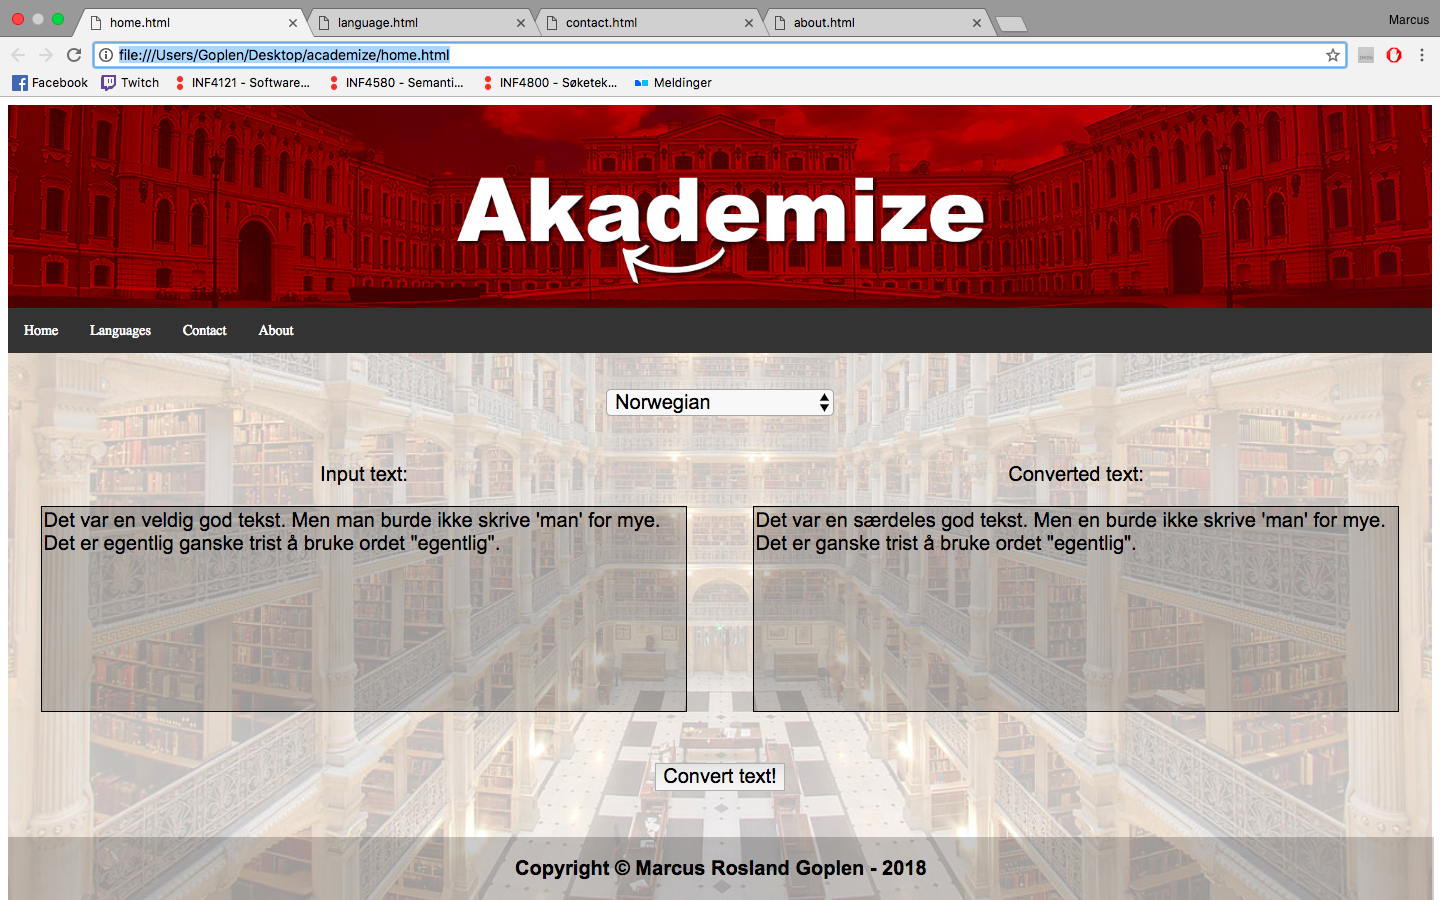 home.html
language.html
contact.html
about.html
Marcus
file:///Users/Goplen/Desktop/academize/home.html
Facebook
Twitch
INF4121 - Software...
INF4580 - Semanti...
INF4800 - Søketek...
Meldinger
Akademize
Home
Languages
Contact
About
Norwegian
Input text:
Converted text:
Det var en veldig god tekst. Men man burde ikke skrive 'man' for mye.
Det er egentlig ganske trist å bruke ordet "egentlig".
Det var en særdeles god tekst. Men en burde ikke skrive 'man' for mye.
Det er ganske trist å bruke ordet "egentlig".
Convert text!
Copyright © Marcus Rosland Goplen - 2018